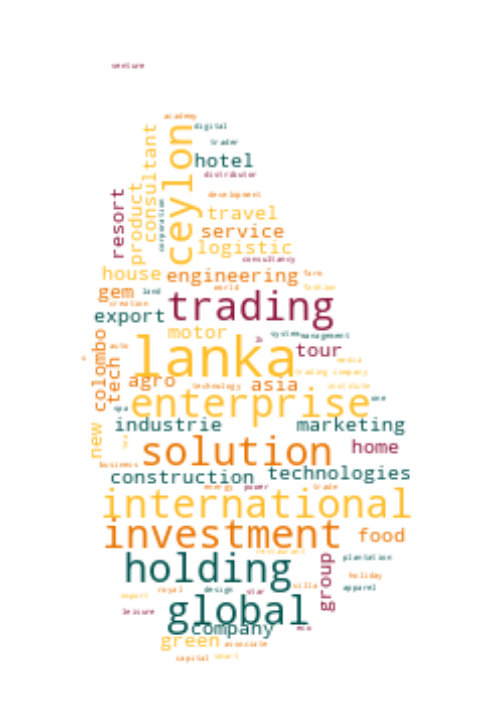 venture
academy
digital
ceylon
consultant
trader
hotel
distributor
product
resort
corporation
development
travel
service
logistic
consultancy
house
engineering
farm
world
fashion
gem
land
creation
trading
export
motor
system
management
lanka
tour
colombo
auto
media
trading company
tech
agro
technology
asia
institute
enterprise
one
spa
new
industrie
marketing
solution
home
business
construction
technologies
energy
power
trade
international
investment
food
restaurant
holding
plantation
group
holiday
villa
royal
design
star
apparel
import
global
leisure
company
eco
green
associate
capital
smart